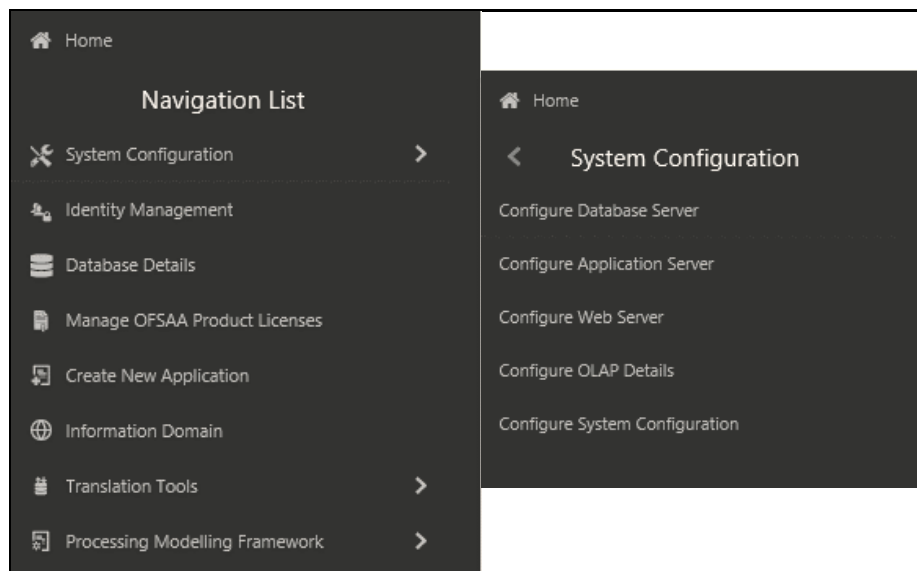 Home
Navigation List
System Configuration
Identity Management
Database Details
Manage OFSAA Product Licenses
Create New Application
Information Domain
Translation Tools
Processing Modelling Framework
Home
System Configuration
Configure Database Server
Configure Application Server
Configure Web Server
Configure OLAP Details
Configure System Configuration